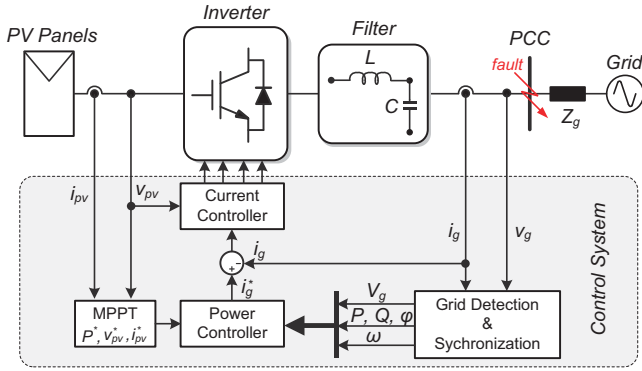 PV Panels
Inverter
Filter
PCC
Grid
L
C
fault
Z_g
i_pv
v_pv
Current
Controller
i_g
+
-
i_g^*
i_g
v_g
MPPT
P^*, v_pv^*, i_pv^*
Power
Controller
V_g
P, Q, φ
ω
Grid Detection
&
Sychronization
Control System